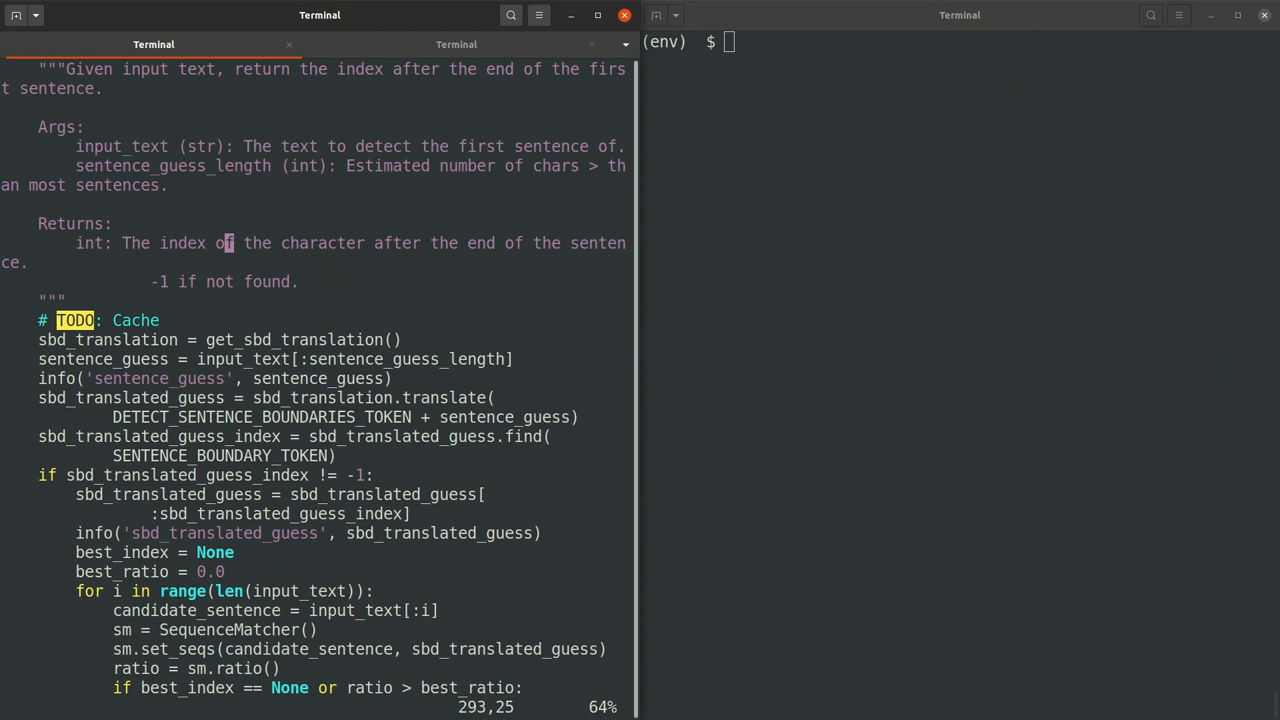 Terminal
Terminal
Terminal
Terminal
"""Given input text, return the index after the end of the firs
t sentence.
Args:
input_text (str): The text to detect the first sentence of.
sentence_guess_length (int): Estimated number of chars > th
an most sentences.
Returns:
int: The index of the character after the end of the senten
ce.
-1 if not found.
"""
# TODO: Cache
sbd_translation = get_sbd_translation()
sentence_guess = input_text[:sentence_guess_length]
info('sentence_guess', sentence_guess)
sbd_translated_guess = sbd_translation.translate(
DETECT_SENTENCE_BOUNDARIES_TOKEN + sentence_guess)
sbd_translated_guess_index = sbd_translated_guess.find(
SENTENCE_BOUNDARY_TOKEN)
if sbd_translated_guess_index != -1:
sbd_translated_guess = sbd_translated_guess[
:sbd_translated_guess_index]
info('sbd_translated_guess', sbd_translated_guess)
best_index = None
best_ratio = 0.0
for i in range(len(input_text)):
candidate_sentence = input_text[:i]
sm = SequenceMatcher()
sm.set_seqs(candidate_sentence, sbd_translated_guess)
ratio = sm.ratio()
if best_index == None or ratio > best_ratio:
293,25 64%
(env) $